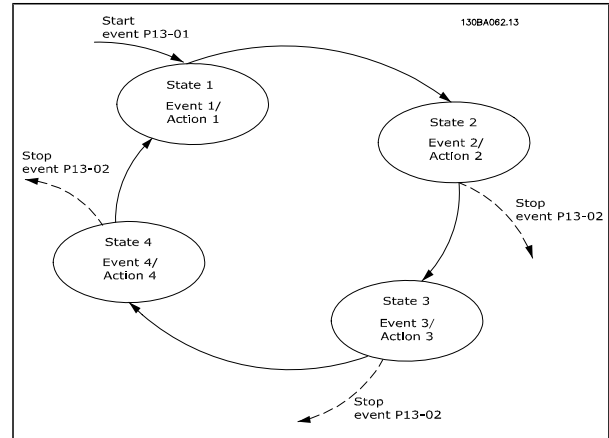 Start
event P13-01
130BA062.13
State 1
Event 1/
Action 1
State 2
Event 2/
Action 2
Stop
event P13-02
Stop
event P13-02
State 4
Event 4/
Action 4
State 3
Event 3/
Action 3
Stop
event P13-02